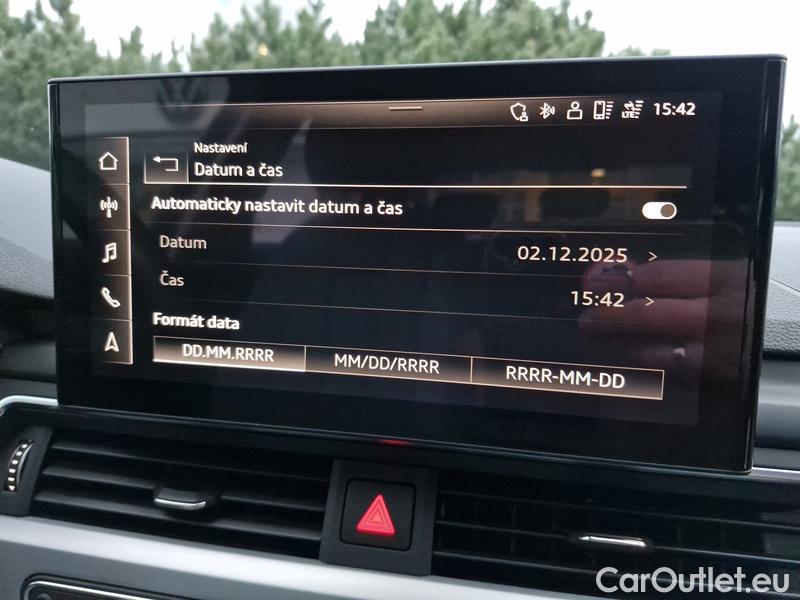 LTE 15:42
Nastavení
Datum a čas
Automaticky nastavit datum a čas
Datum 02.12.2025 >
Čas 15:42 >
Formát data
DD.MM.RRRR MM/DD/RRRR RRRR-MM-DD
CarOutlet.eu